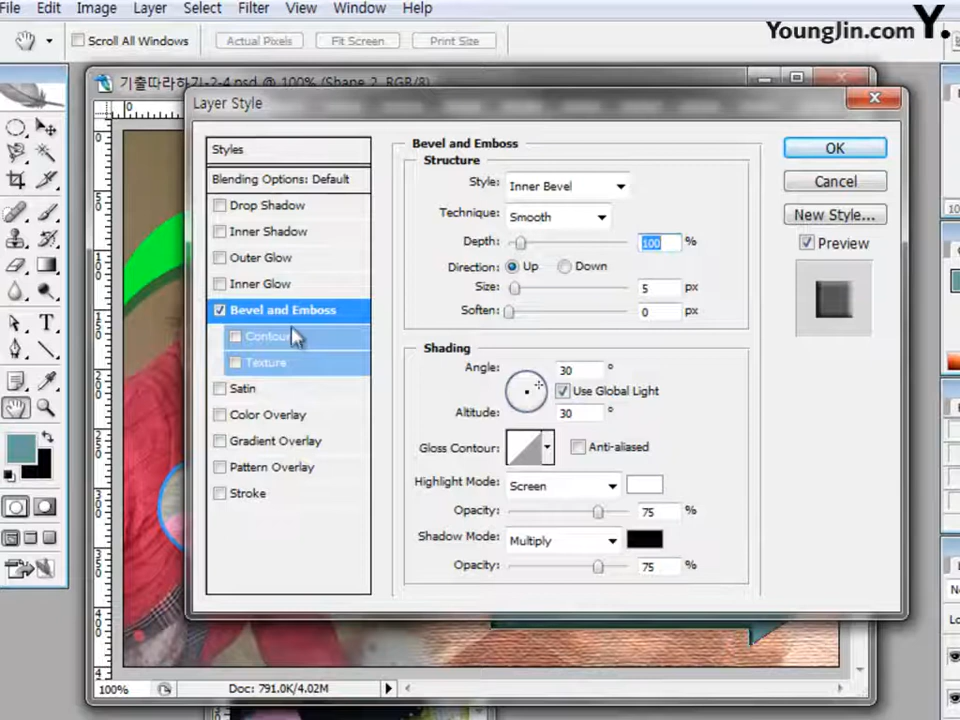 File Edit Image Layer Select Filter View Window Help
YoungJin.com Y.
Scroll All Windows Actual Pixels Fit Screen Print Size
기출따라하기-2-4.psd @ 100% (Shape 2, RGB/8)
Layer Style
Styles
Blending Options: Default
Drop Shadow
Inner Shadow
Outer Glow
Inner Glow
Bevel and Emboss
Contour
Texture
Satin
Color Overlay
Gradient Overlay
Pattern Overlay
Stroke
Bevel and Emboss
Structure
Style: Inner Bevel
Technique: Smooth
Depth: 100 %
Direction: Up Down
Size: 5 px
Soften: 0 px
Shading
Angle: 30 °
Use Global Light
Altitude: 30 °
Gloss Contour: Anti-aliased
Highlight Mode: Screen
Opacity: 75 %
Shadow Mode: Multiply
Opacity: 75 %
OK
Cancel
New Style...
Preview
100% Doc: 791.0K/4.02M